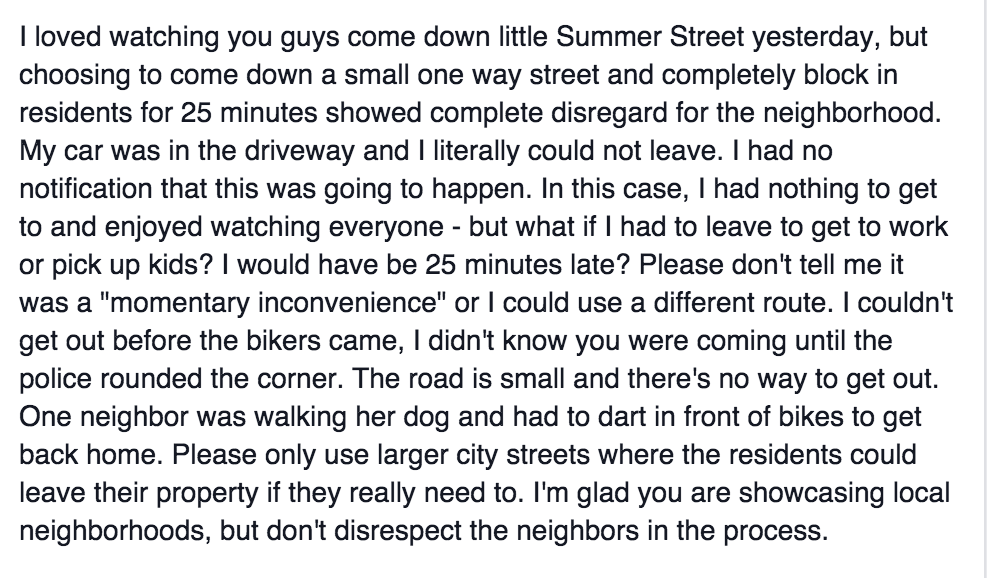 I loved watching you guys come down little Summer Street yesterday, but
choosing to come down a small one way street and completely block in
residents for 25 minutes showed complete disregard for the neighborhood.
My car was in the driveway and I literally could not leave. I had no
notification that this was going to happen. In this case, I had nothing to get
to and enjoyed watching everyone - but what if I had to leave to get to work
or pick up kids? I would have be 25 minutes late? Please don't tell me it
was a "momentary inconvenience" or I could use a different route. I couldn't
get out before the bikers came, I didn't know you were coming until the
police rounded the corner. The road is small and there's no way to get out.
One neighbor was walking her dog and had to dart in front of bikes to get
back home. Please only use larger city streets where the residents could
leave their property if they really need to. I'm glad you are showcasing local
neighborhoods, but don't disrespect the neighbors in the process.